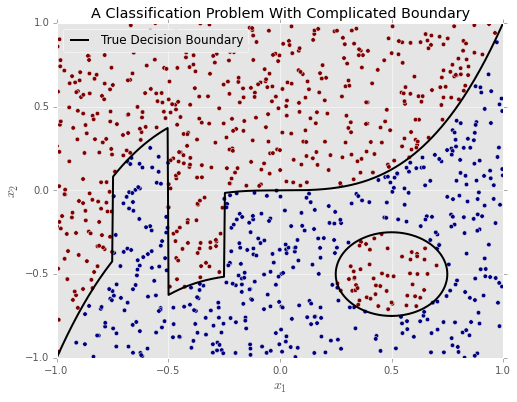 A Classification Problem With Complicated Boundary
True Decision Boundary
1.0
0.5
0.0
−0.5
−1.0
x2
−1.0 −0.5 0.0 0.5 1.0
x1